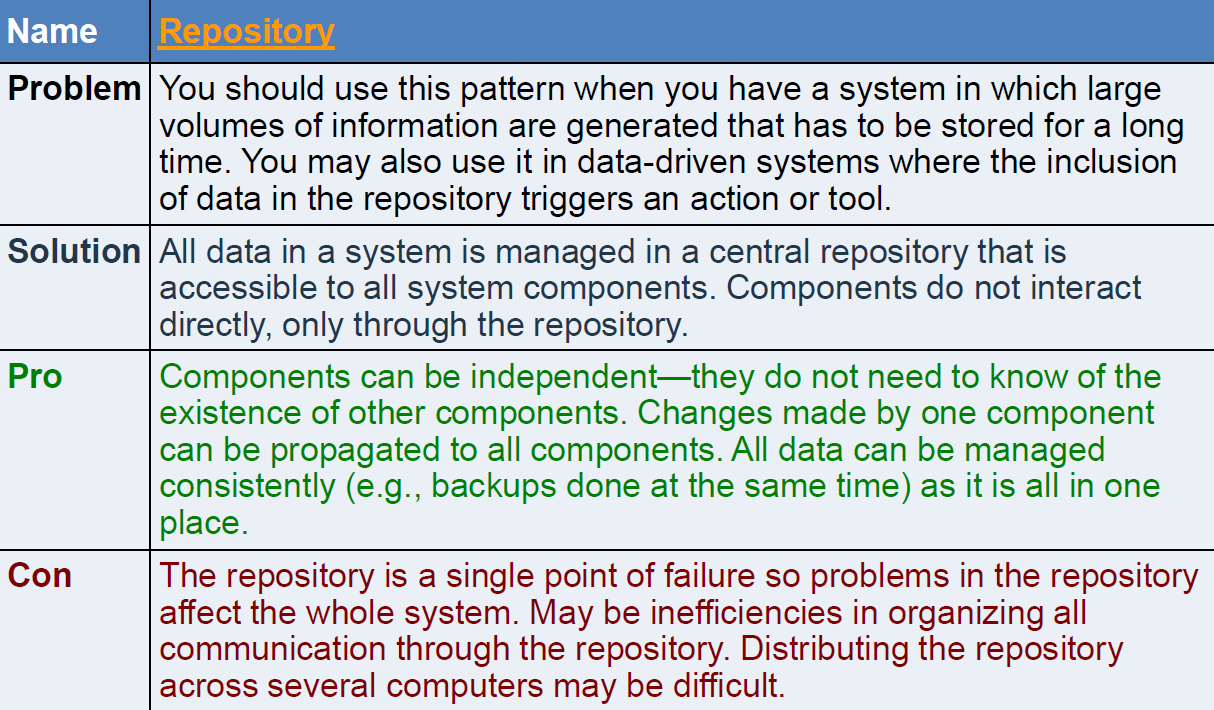 Name Repository
Problem You should use this pattern when you have a system in which large
volumes of information are generated that has to be stored for a long
time. You may also use it in data-driven systems where the inclusion
of data in the repository triggers an action or tool.
Solution All data in a system is managed in a central repository that is
accessible to all system components. Components do not interact
directly, only through the repository.
Pro Components can be independent—they do not need to know of the
existence of other components. Changes made by one component
can be propagated to all components. All data can be managed
consistently (e.g., backups done at the same time) as it is all in one
place.
Con The repository is a single point of failure so problems in the repository
affect the whole system. May be inefficiencies in organizing all
communication through the repository. Distributing the repository
across several computers may be difficult.